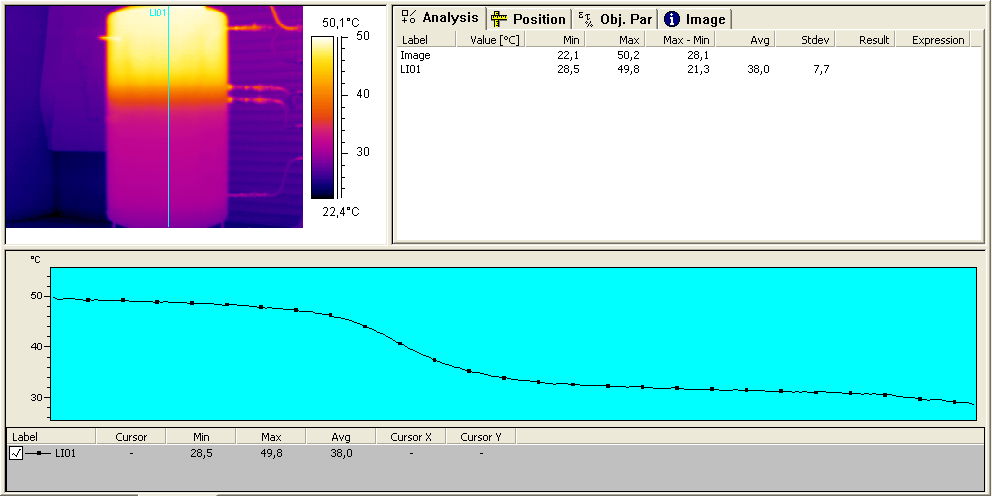 LI01
50,1°C
50
40
30
22,4°C
Analysis Position Obj. Par Image
Label Value [°C] Min Max Max - Min Avg Stdev Result Expression
Image 22,1 50,2 28,1
LI01 28,5 49,8 21,3 38,0 7,7
°C
50
40
30
Label Cursor Min Max Avg Cursor X Cursor Y
LI01 - 28,5 49,8 38,0 - -